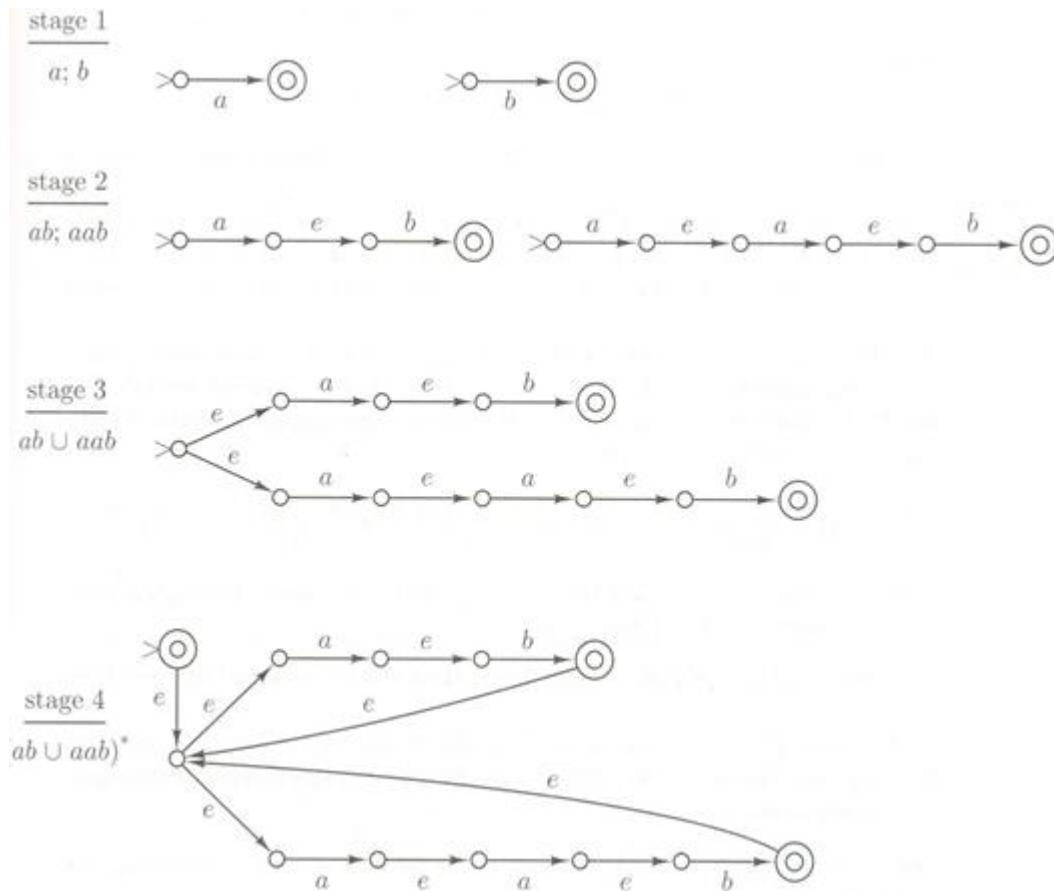 stage 1
a; b
a
b
stage 2
ab; aab
a e b
a e a e b
stage 3
ab ∪ aab
a e b
e
e
a e a e b
stage 4
ab ∪ aab)*
a e b
e
e
e
e
e
a e a e b